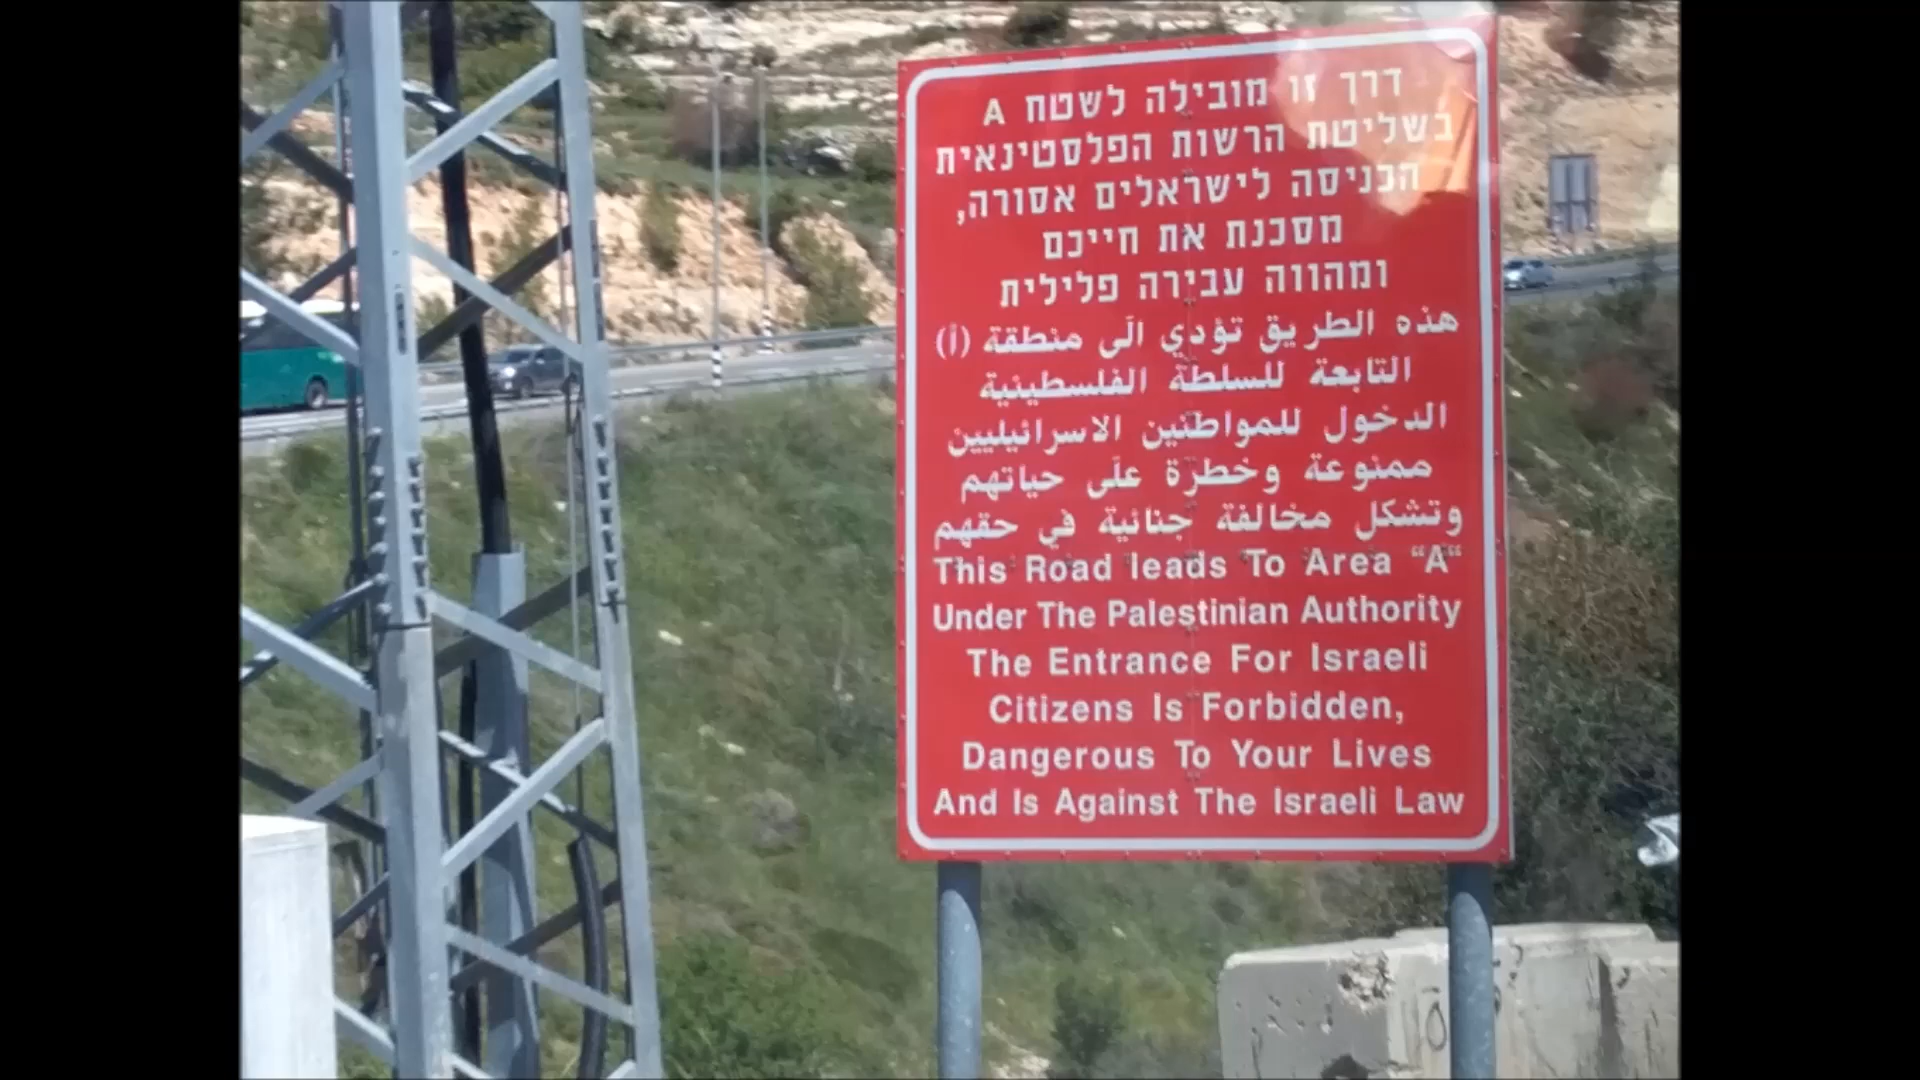 דרך זו מובילה לשטח A
בשליטת הרשות הפלסטינאית
הכניסה לישראלים אסורה,
מסכנת את חייכם
ומהווה עבירה פלילית
هذه الطريق تؤدي الى منطقة (أ)
التابعة للسلطة الفلسطينية
الدخول للمواطنين الاسرائيليين
ممنوعة وخطرة على حياتهم
وتشكل مخالفة جنائية في حقهم
This Road leads To Area “A“
Under The Palestinian Authority
The Entrance For Israeli
Citizens Is Forbidden,
Dangerous To Your Lives
And Is Against The Israeli Law